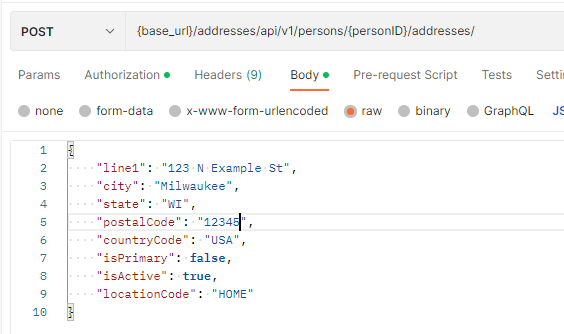 POST {base_url}/addresses/api/v1/persons/{personID}/addresses/
Params Authorization Headers (9) Body Pre-request Script Tests
none form-data x-www-form-urlencoded raw binary GraphQL
1 {
2 "line1": "123 N Example St",
3 "city": "Milwaukee",
4 "state": "WI",
5 "postalCode": "12345",
6 "countryCode": "USA",
7 "isPrimary": false,
8 "isActive": true,
9 "locationCode": "HOME"
10 }